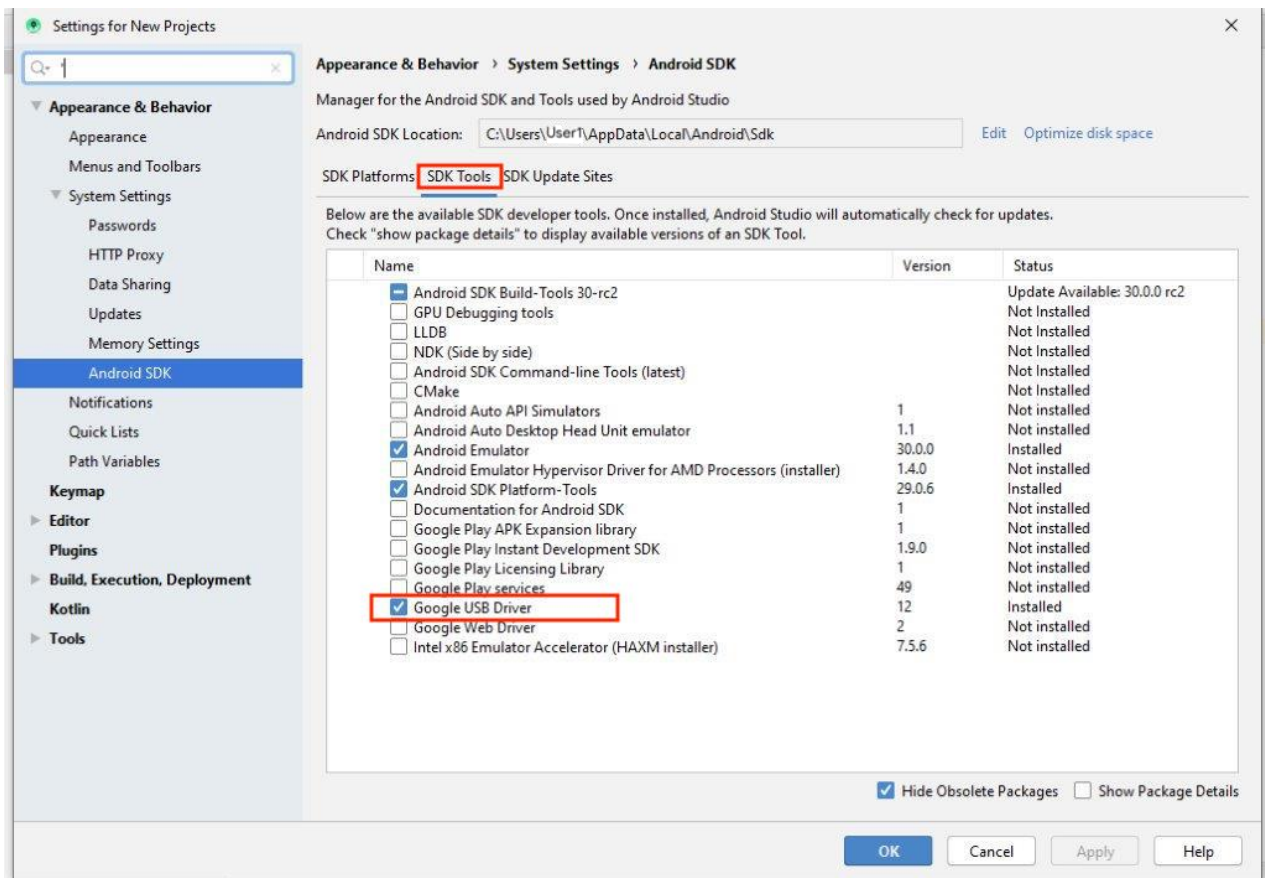 Settings for New Projects
Appearance & Behavior
Appearance
Menus and Toolbars
System Settings
Passwords
HTTP Proxy
Data Sharing
Updates
Memory Settings
Android SDK
Notifications
Quick Lists
Path Variables
Keymap
Editor
Plugins
Build, Execution, Deployment
Kotlin
Tools
Appearance & Behavior › System Settings › Android SDK
Manager for the Android SDK and Tools used by Android Studio
Android SDK Location: C:\Users\User1\AppData\Local\Android\Sdk Edit Optimize disk space
SDK Platforms SDK Tools SDK Update Sites
Below are the available SDK developer tools. Once installed, Android Studio will automatically check for updates.
Check "show package details" to display available versions of an SDK Tool.
Name Version Status
Android SDK Build-Tools 30-rc2 Update Available: 30.0.0 rc2
GPU Debugging tools Not Installed
LLDB Not Installed
NDK (Side by side) Not Installed
Android SDK Command-line Tools (latest) Not Installed
CMake Not Installed
Android Auto API Simulators 1 Not installed
Android Auto Desktop Head Unit emulator 1.1 Not installed
Android Emulator 30.0.0 Installed
Android Emulator Hypervisor Driver for AMD Processors (installer) 1.4.0 Not installed
Android SDK Platform-Tools 29.0.6 Installed
Documentation for Android SDK 1 Not installed
Google Play APK Expansion library 1 Not installed
Google Play Instant Development SDK 1.9.0 Not installed
Google Play Licensing Library 1 Not installed
Google Play services 49 Not installed
Google USB Driver 12 Installed
Google Web Driver 2 Not installed
Intel x86 Emulator Accelerator (HAXM installer) 7.5.6 Not installed
Hide Obsolete Packages Show Package Details
OK Cancel Apply Help